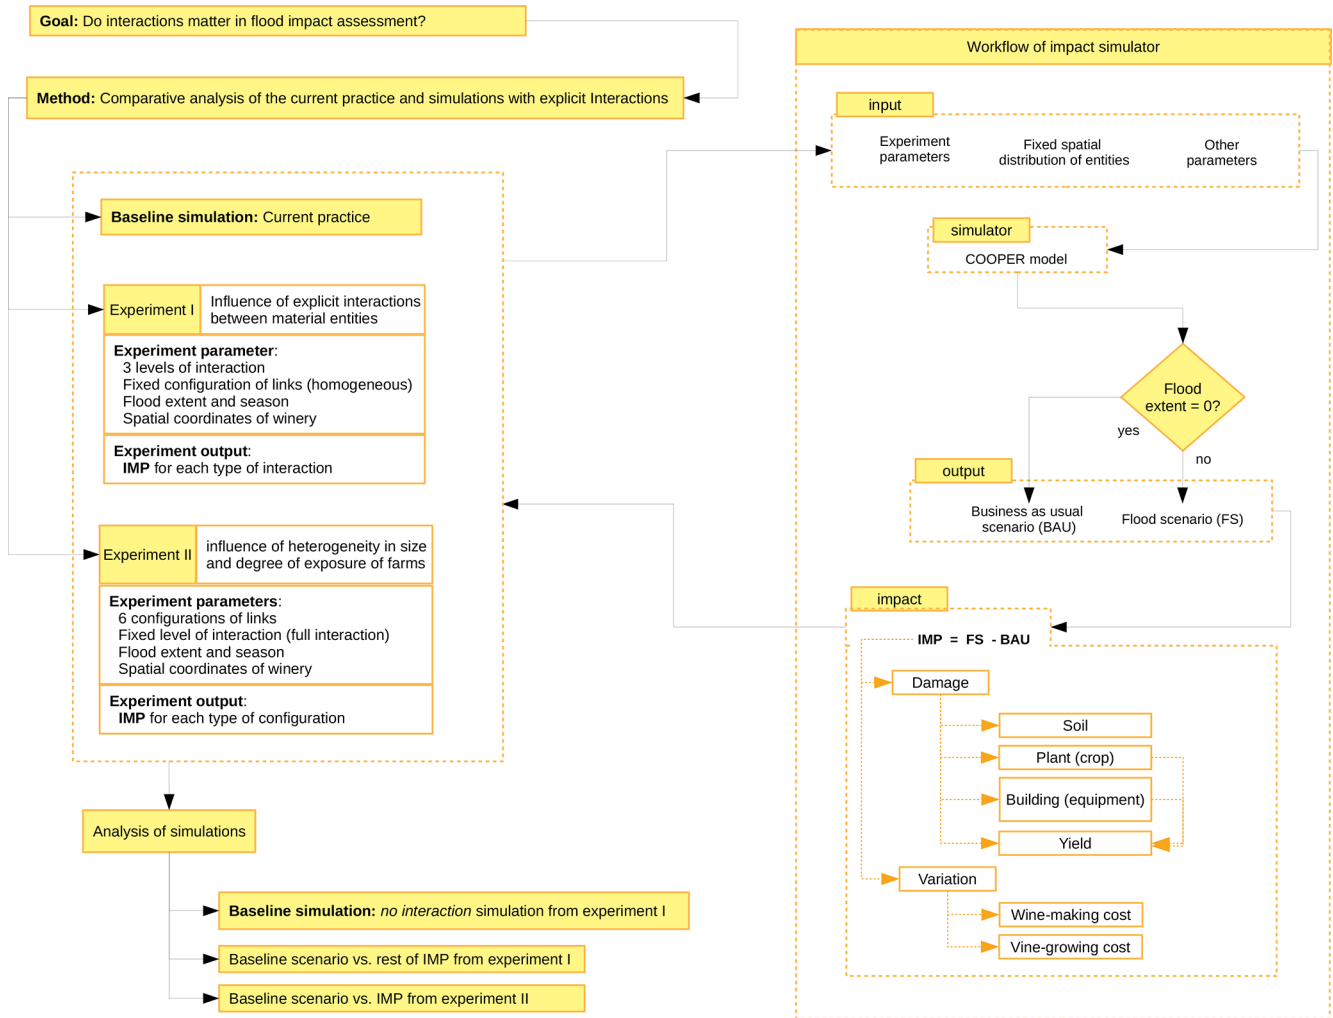 Goal: Do interactions matter in flood impact assessment?
Method: Comparative analysis of the current practice and simulations with explicit Interactions
Baseline simulation: Current practice
Experiment I
Influence of explicit interactions
between material entities
Experiment parameter:
3 levels of interaction
Fixed configuration of links (homogeneous)
Flood extent and season
Spatial coordinates of winery
Experiment output:
IMP for each type of interaction
Experiment II
influence of heterogeneity in size
and degree of exposure of farms
Experiment parameters:
6 configurations of links
Fixed level of interaction (full interaction)
Flood extent and season
Spatial coordinates of winery
Experiment output:
IMP for each type of configuration
Analysis of simulations
Baseline simulation: no interaction simulation from experiment I
Baseline scenario vs. rest of IMP from experiment I
Baseline scenario vs. IMP from experiment II
Workflow of impact simulator
input
Experiment
parameters
Fixed spatial
distribution of entities
Other
parameters
simulator
COOPER model
Flood
extent = 0?
yes
no
output
Business as usual
scenario (BAU)
Flood scenario (FS)
impact
IMP = FS - BAU
Damage
Soil
Plant (crop)
Building (equipment)
Yield
Variation
Wine-making cost
Vine-growing cost